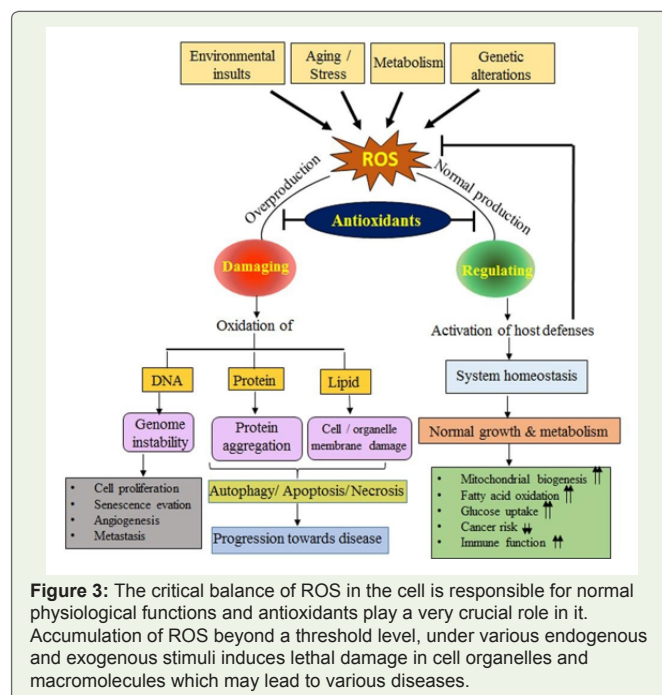 Environmental
insults
Aging /
Stress
Metabolism
Genetic
alterations
ROS
Overproduction
Normal production
Antioxidants
Damaging
Regulating
Oxidation of
Activation of host defenses
DNA
Protein
Lipid
System homeostasis
Genome
instability
Protein
aggregation
Cell / organelle
membrane damage
Normal growth & metabolism
• Cell proliferation
• Senescence evation
• Angiogenesis
• Metastasis
Autophagy/ Apoptosis/Necrosis
Progression towards disease
• Mitochondrial biogenesis ⇈
• Fatty acid oxidation ⇈
• Glucose uptake ⇈
• Cancer risk ⇊
• Immune function ⇈
Figure 3: The critical balance of ROS in the cell is responsible for normal
physiological functions and antioxidants play a very crucial role in it.
Accumulation of ROS beyond a threshold level, under various endogenous
and exogenous stimuli induces lethal damage in cell organelles and
macromolecules which may lead to various diseases.